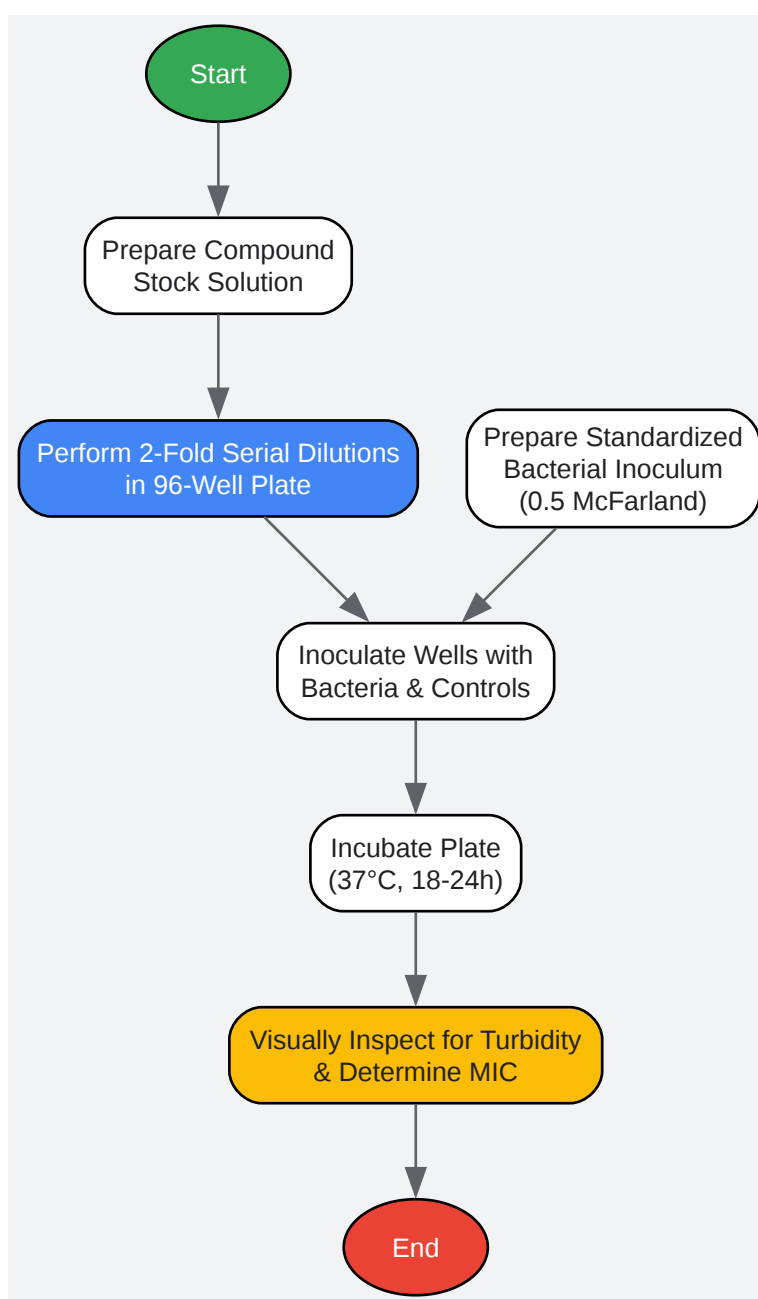 Start
Prepare Compound
Stock Solution
Perform 2-Fold Serial Dilutions
in 96-Well Plate
Prepare Standardized
Bacterial Inoculum
(0.5 McFarland)
Inoculate Wells with
Bacteria & Controls
Incubate Plate
(37°C, 18-24h)
Visually Inspect for Turbidity
& Determine MIC
End